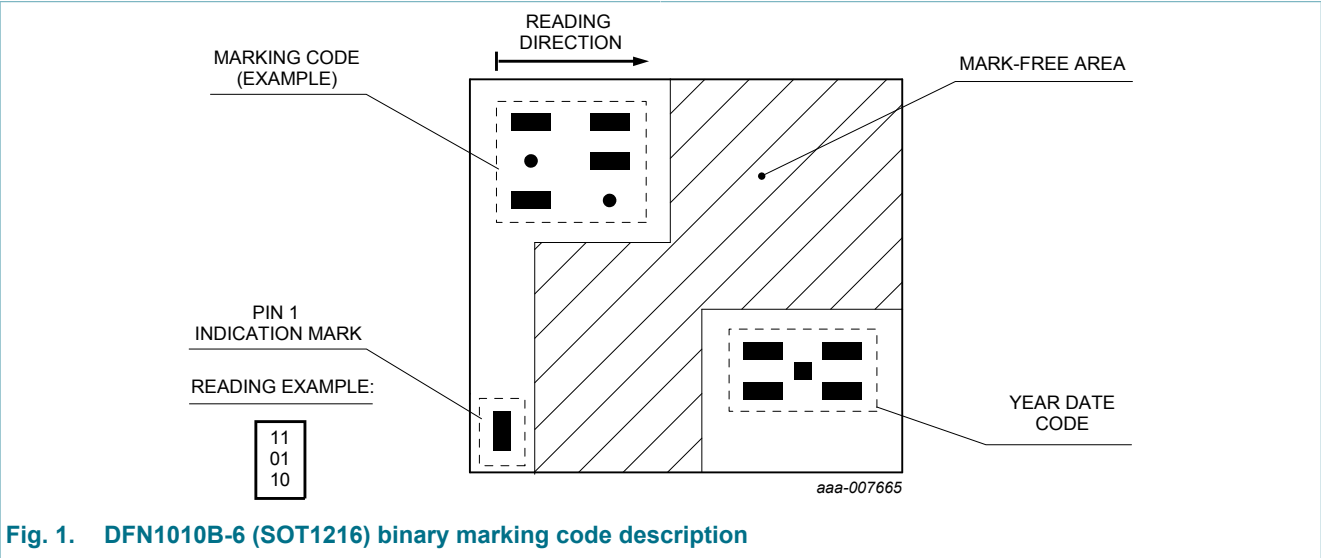 READING
DIRECTION
MARKING CODE
(EXAMPLE)
MARK-FREE AREA
PIN 1
INDICATION MARK
READING EXAMPLE:
11
01
10
YEAR DATE
CODE
aaa-007665
Fig. 1. DFN1010B-6 (SOT1216) binary marking code description